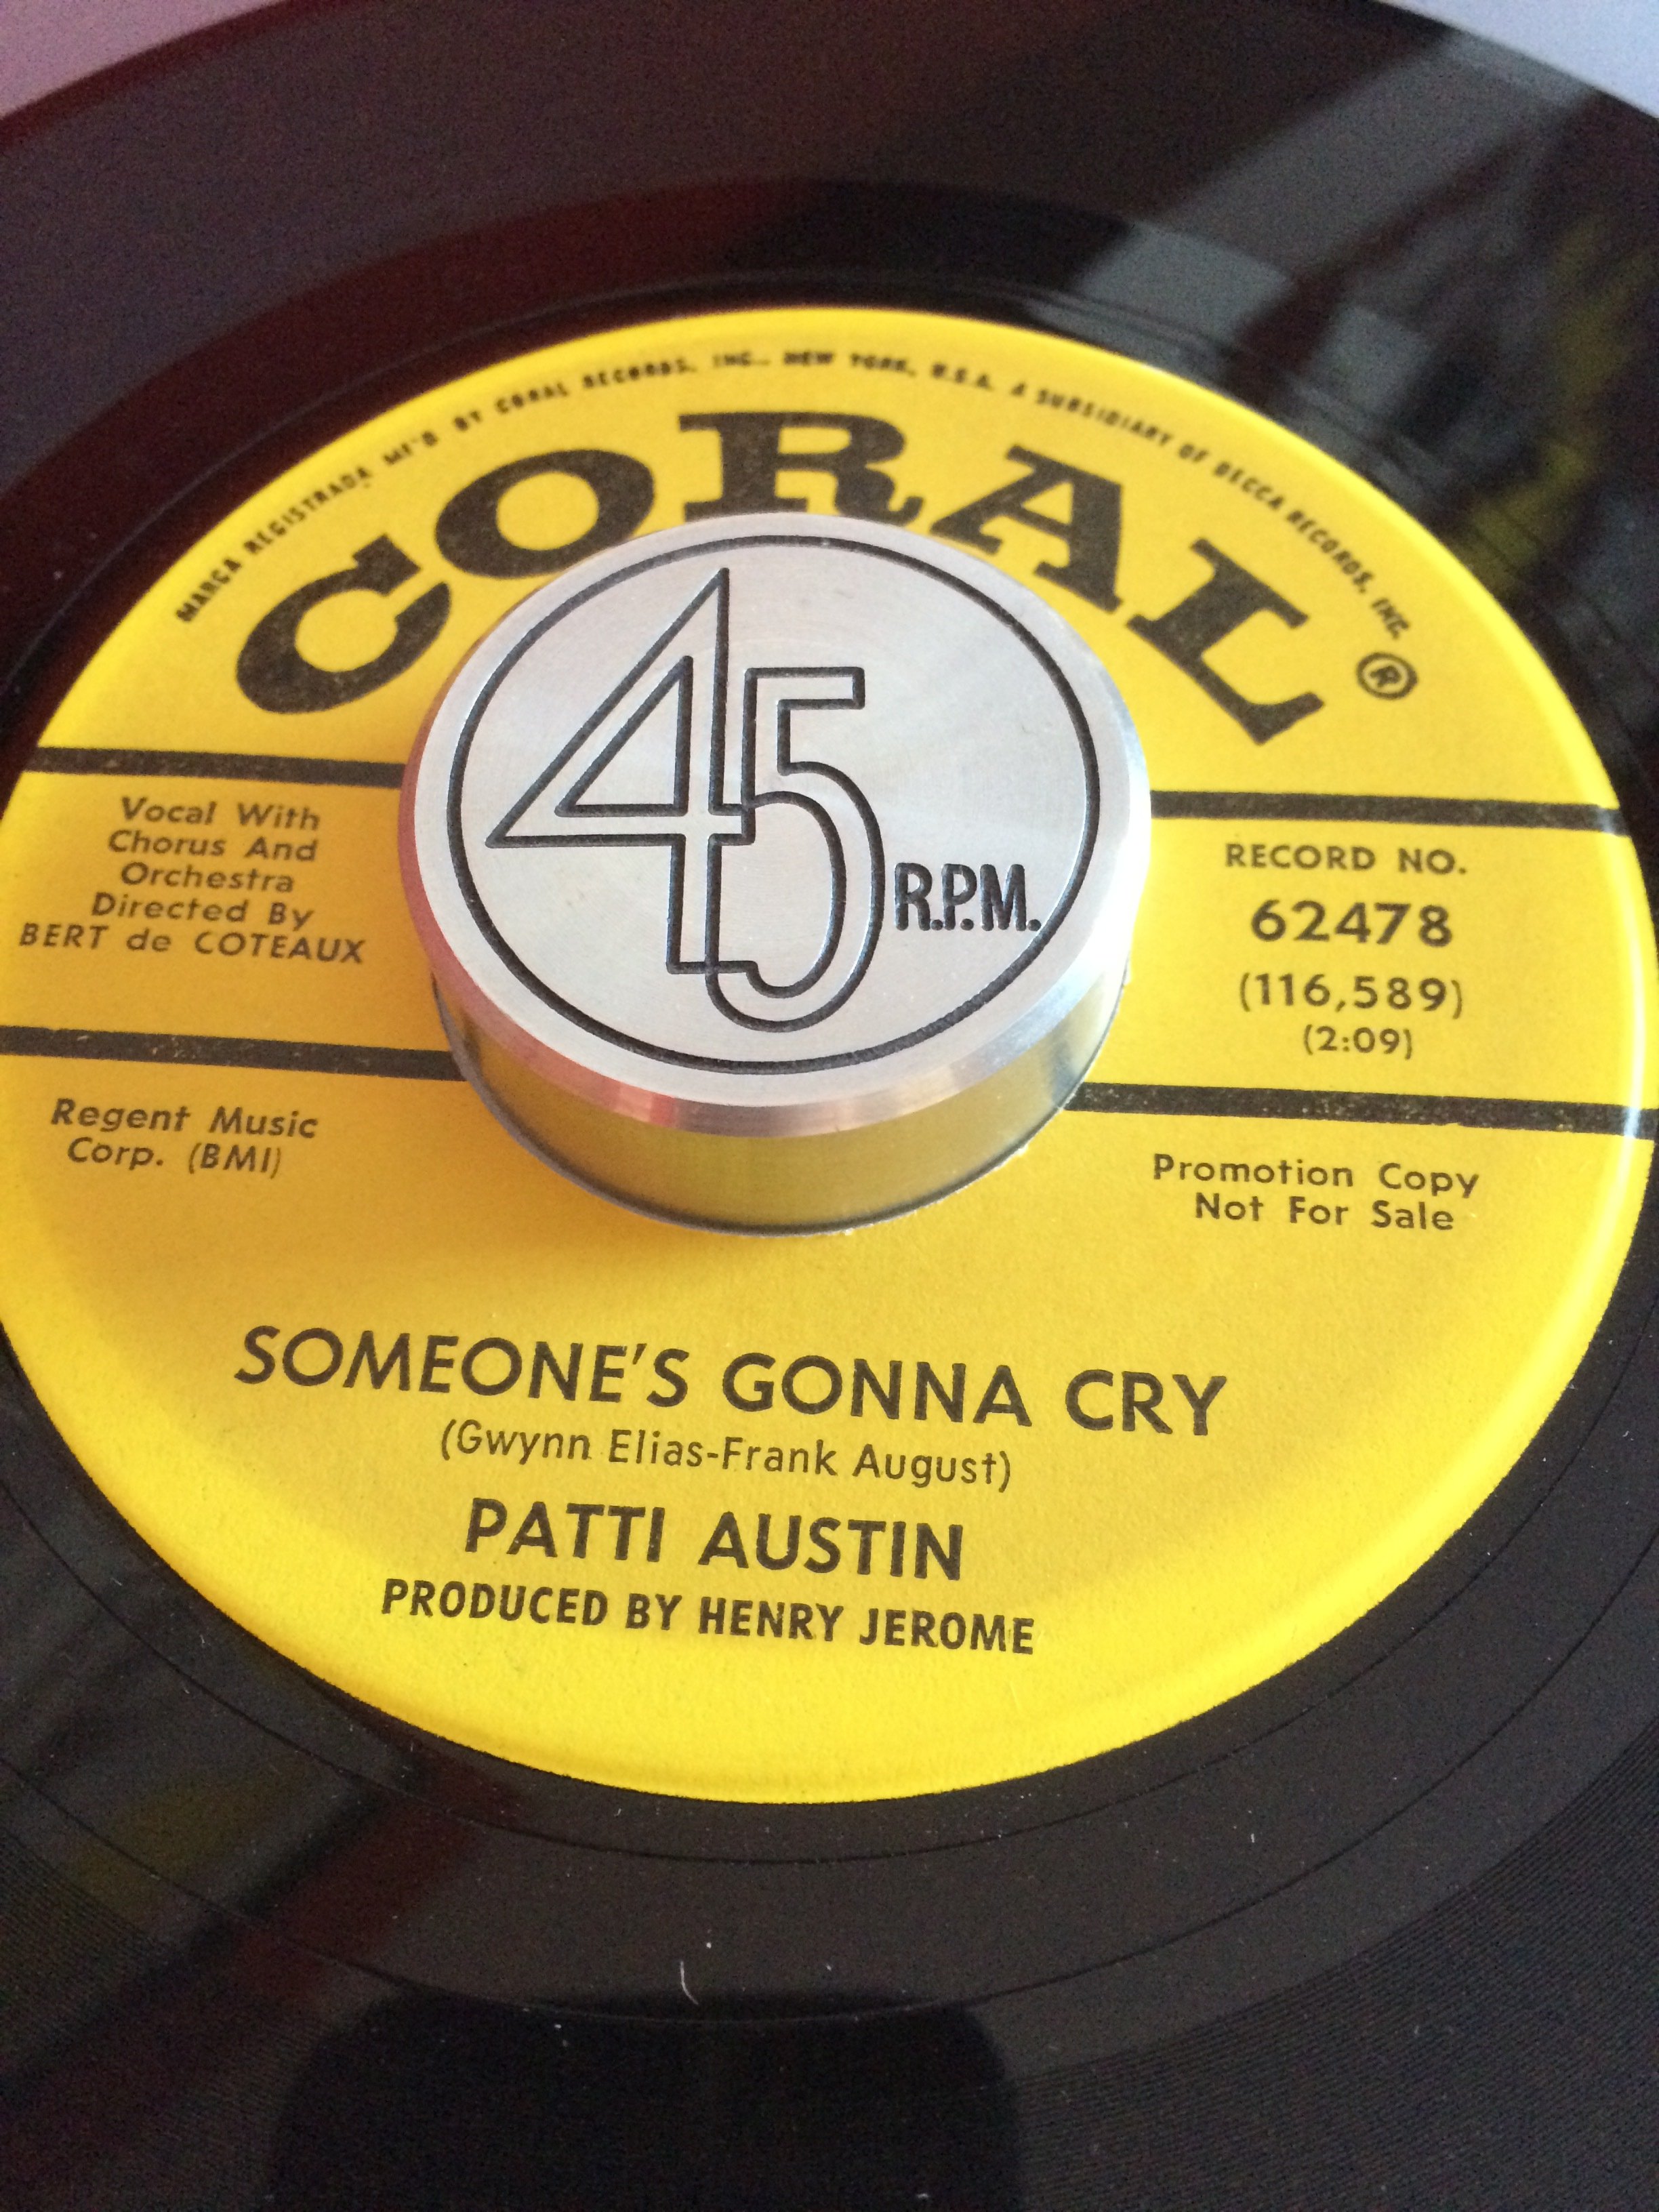 MARCA REGISTRADA MF'D BY CORAL RECORDS, INC., NEW YORK, U.S.A. A SUBSIDIARY OF DECCA RECORDS, INC.
CORAL ®
45 R.P.M.
Vocal With
Chorus And
Orchestra
Directed By
BERT de COTEAUX
RECORD NO.
62478
(116,589)
(2:09)
Regent Music
Corp. (BMI)
Promotion Copy
Not For Sale
SOMEONE'S GONNA CRY
(Gwynn Elias-Frank August)
PATTI AUSTIN
PRODUCED BY HENRY JEROME